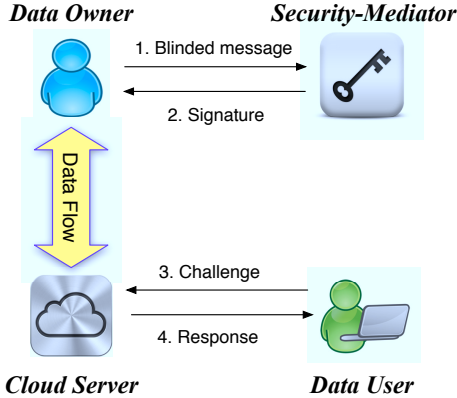 Data Owner
Security-Mediator
1. Blinded message
2. Signature
Data Flow
3. Challenge
4. Response
Cloud Server
Data User